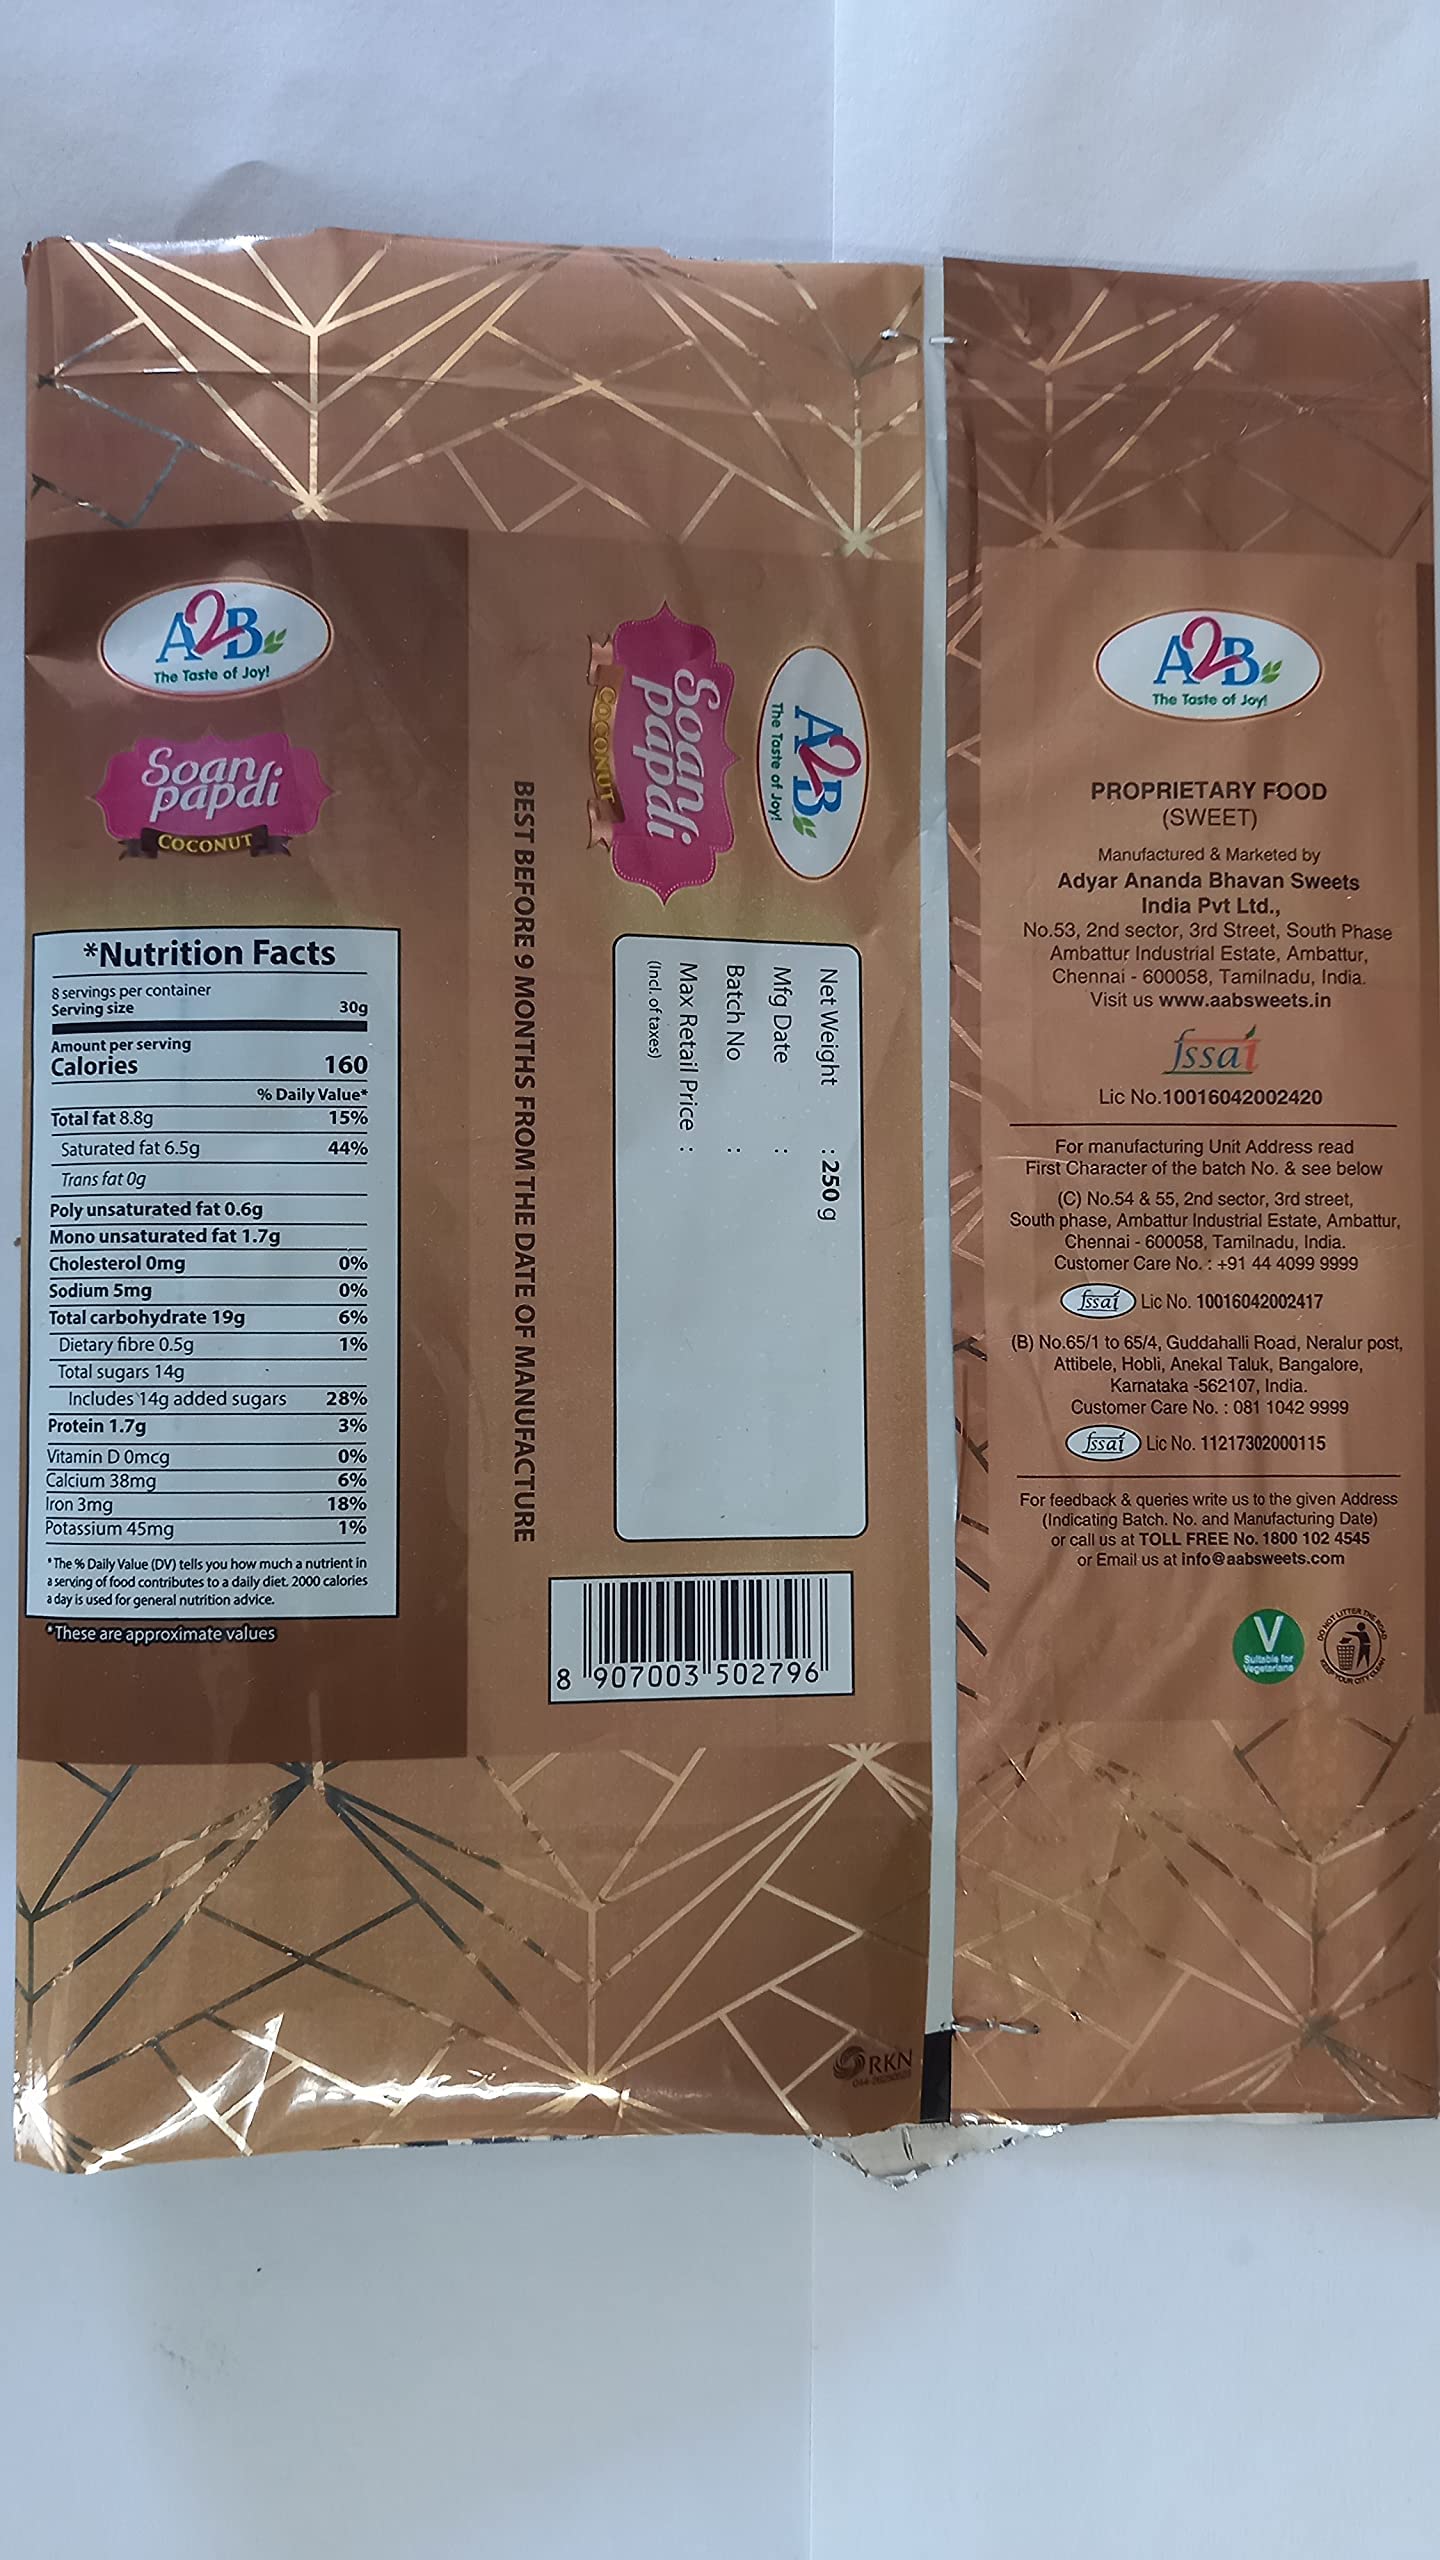 A2B
The Taste of Joy!
Soan
papdi
COCONUT
*Nutrition Facts
8 servings per container
Serving size 30g
Amount per serving
Calories 160
% Daily Value*
Total fat 8.8g 15%
Saturated fat 6.5g 44%
Trans fat 0g
Poly unsaturated fat 0.6g
Mono unsaturated fat 1.7g
Cholesterol 0mg 0%
Sodium 5mg 0%
Total carbohydrate 19g 6%
Dietary fibre 0.5g 1%
Total sugars 14g
Includes 14g added sugars 28%
Protein 1.7g 3%
Vitamin D 0mcg 0%
Calcium 38mg 6%
Iron 3mg 18%
Potassium 45mg 1%
*The % Daily Value (DV) tells you how much a nutrient in
a serving of food contributes to a daily diet. 2000 calories
a day is used for general nutrition advice.
*These are approximate values
A2B
The Taste of Joy!
Soan
papdi
COCONUT
Net Weight : 250 g
Mfg Date :
Batch No :
Max Retail Price :
(Incl. of taxes)
BEST BEFORE 9 MONTHS FROM THE DATE OF MANUFACTURE
8 907003 502796
RKN
A2B
The Taste of Joy!
PROPRIETARY FOOD
(SWEET)
Manufactured & Marketed by
Adyar Ananda Bhavan Sweets
India Pvt Ltd.,
No.53, 2nd sector, 3rd Street, South Phase
Ambattur Industrial Estate, Ambattur,
Chennai - 600058, Tamilnadu, India.
Visit us www.aabsweets.in
fssai
Lic No.10016042002420
For manufacturing Unit Address read
First Character of the batch No. & see below
(C) No.54 & 55, 2nd sector, 3rd street,
South phase, Ambattur Industrial Estate, Ambattur,
Chennai - 600058, Tamilnadu, India.
Customer Care No. : +91 44 4099 9999
fssai Lic No. 10016042002417
(B) No.65/1 to 65/4, Guddahalli Road, Neralur post,
Attibele, Hobli, Anekal Taluk, Bangalore,
Karnataka -562107, India.
Customer Care No. : 081 1042 9999
fssai Lic No. 11217302000115
For feedback & queries write us to the given Address
(Indicating Batch. No. and Manufacturing Date)
or call us at TOLL FREE No. 1800 102 4545
or Email us at info@aabsweets.com
V
Suitable for
Vegetarians
DO NOT LITTER THE ROAD
KEEP YOUR CITY CLEAN